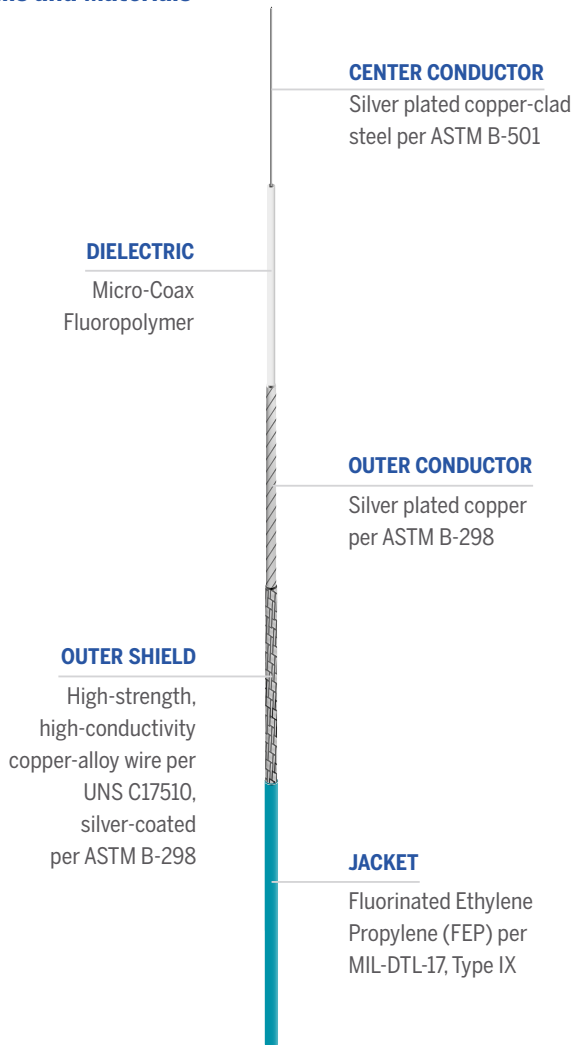 CENTER CONDUCTOR
Silver plated copper-clad
steel per ASTM B-501
DIELECTRIC
Micro-Coax
Fluoropolymer
OUTER CONDUCTOR
Silver plated copper
per ASTM B-298
OUTER SHIELD
High-strength,
high-conductivity
copper-alloy wire per
UNS C17510,
silver-coated
per ASTM B-298
JACKET
Fluorinated Ethylene
Propylene (FEP) per
MIL-DTL-17, Type IX